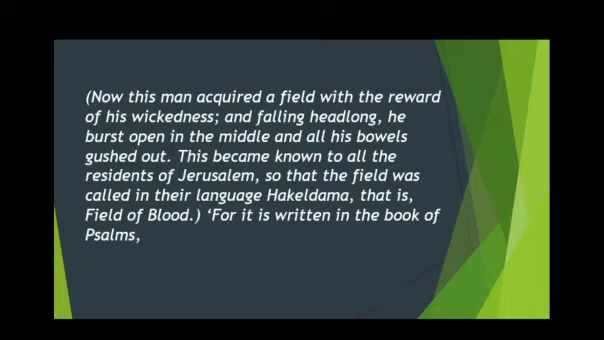 (Now this man acquired a field with the reward
of his wickedness; and falling headlong, he
burst open in the middle and all his bowels
gushed out. This became known to all the
residents of Jerusalem, so that the field was
called in their language Hakeldama, that is,
Field of Blood.) ‘For it is written in the book of
Psalms,